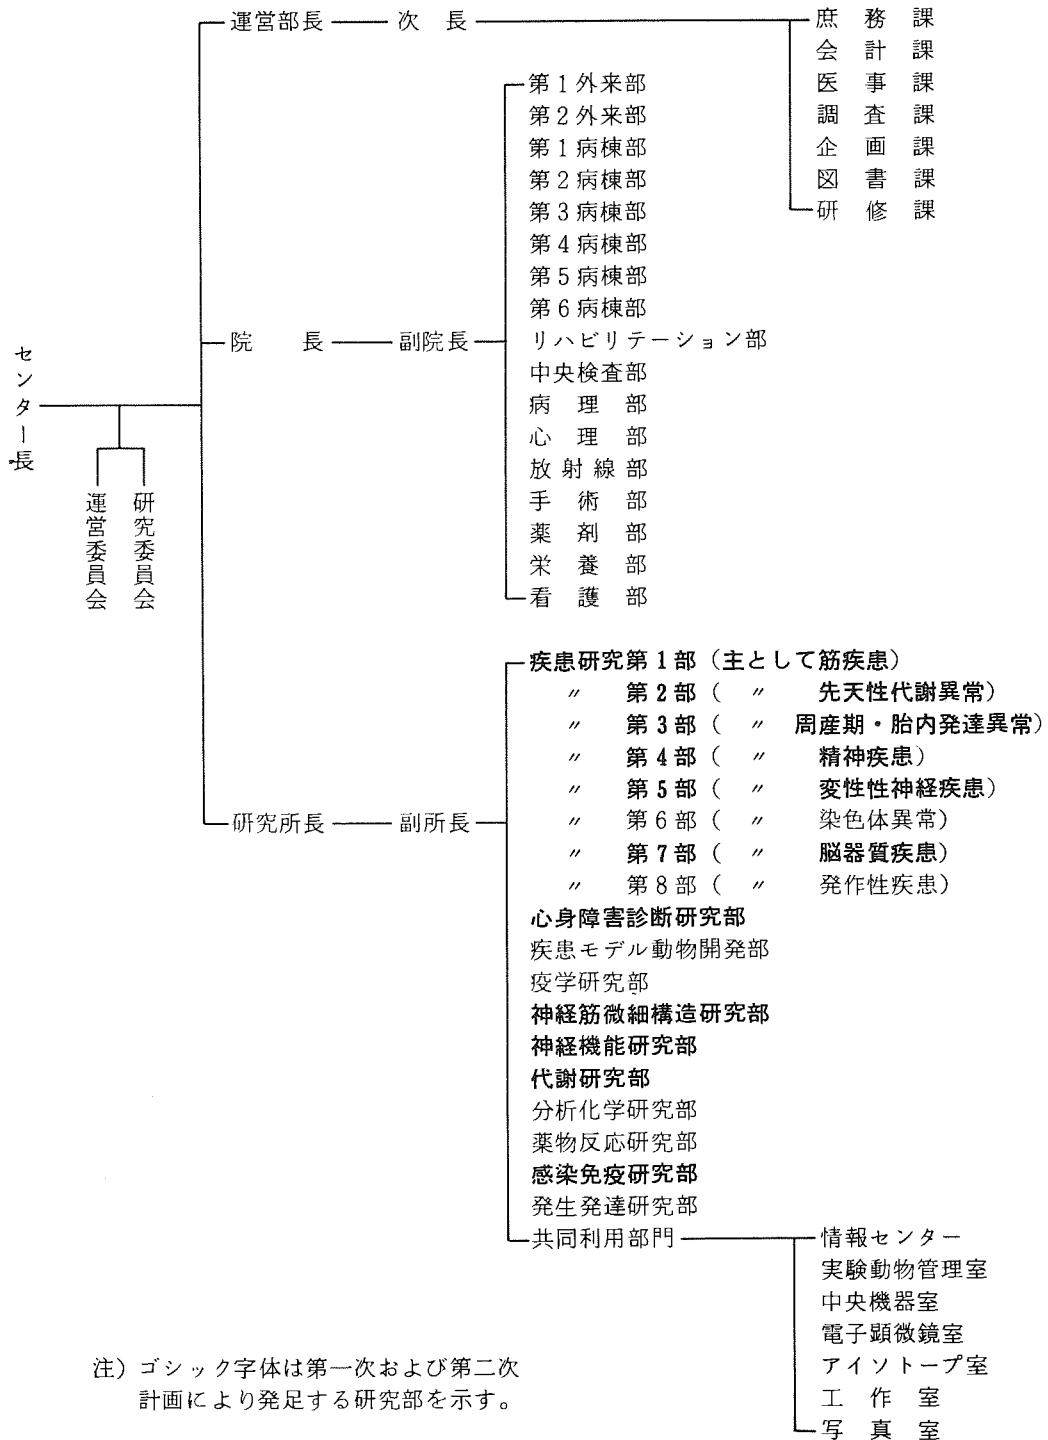 センター長
運営委員会
研究委員会
運営部長
次長
庶務課
会計課
医事課
調査課
企画課
図書課
研修課
院長
副院長
第1外来部
第2外来部
第1病棟部
第2病棟部
第3病棟部
第4病棟部
第5病棟部
第6病棟部
リハビリテーション部
中央検査部
病理部
心理部
放射線部
手術部
薬剤部
栄養部
看護部
研究所長
副所長
疾患研究第1部（主として筋疾患）
〃 第2部（ 〃 先天性代謝異常）
〃 第3部（ 〃 周産期・胎内発達異常）
〃 第4部（ 〃 精神疾患）
〃 第5部（ 〃 変性性神経疾患）
〃 第6部（ 〃 染色体異常）
〃 第7部（ 〃 脳器質疾患）
〃 第8部（ 〃 発作性疾患）
心身障害診断研究部
疾患モデル動物開発部
疫学研究部
神経筋微細構造研究部
神経機能研究部
代謝研究部
分析化学研究部
薬物反応研究部
感染免疫研究部
発生発達研究部
共同利用部門
情報センター
実験動物管理室
中央機器室
電子顕微鏡室
アイソトープ室
工作室
写真室
注）ゴシック字体は第一次および第二次
計画により発足する研究部を示す。